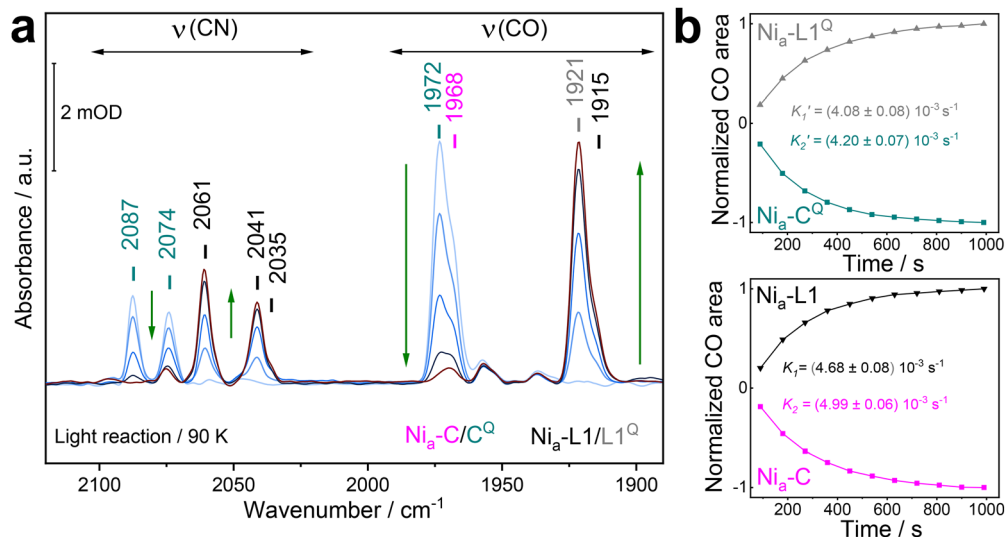 a
ν(CN)
ν(CO)
2 mOD
2087
2074
2061
2041
2035
1972
1968
1921
1915
Absorbance / a.u.
Light reaction / 90 K
Niₐ-C/C^Q
Niₐ-L1/L1^Q
2100
2050
2000
1950
1900
Wavenumber / cm⁻¹
b
Niₐ-L1^Q
K₁' = (4.08 ± 0.08) 10⁻³ s⁻¹
K₂' = (4.20 ± 0.07) 10⁻³ s⁻¹
Niₐ-C^Q
Normalized CO area
1
0
-1
200 400 600 800 1000
Time / s
Niₐ-L1
K₁= (4.68 ± 0.08) 10⁻³ s⁻¹
K₂ = (4.99 ± 0.06) 10⁻³ s⁻¹
Niₐ-C
Normalized CO area
1
0
-1
200 400 600 800 1000
Time / s